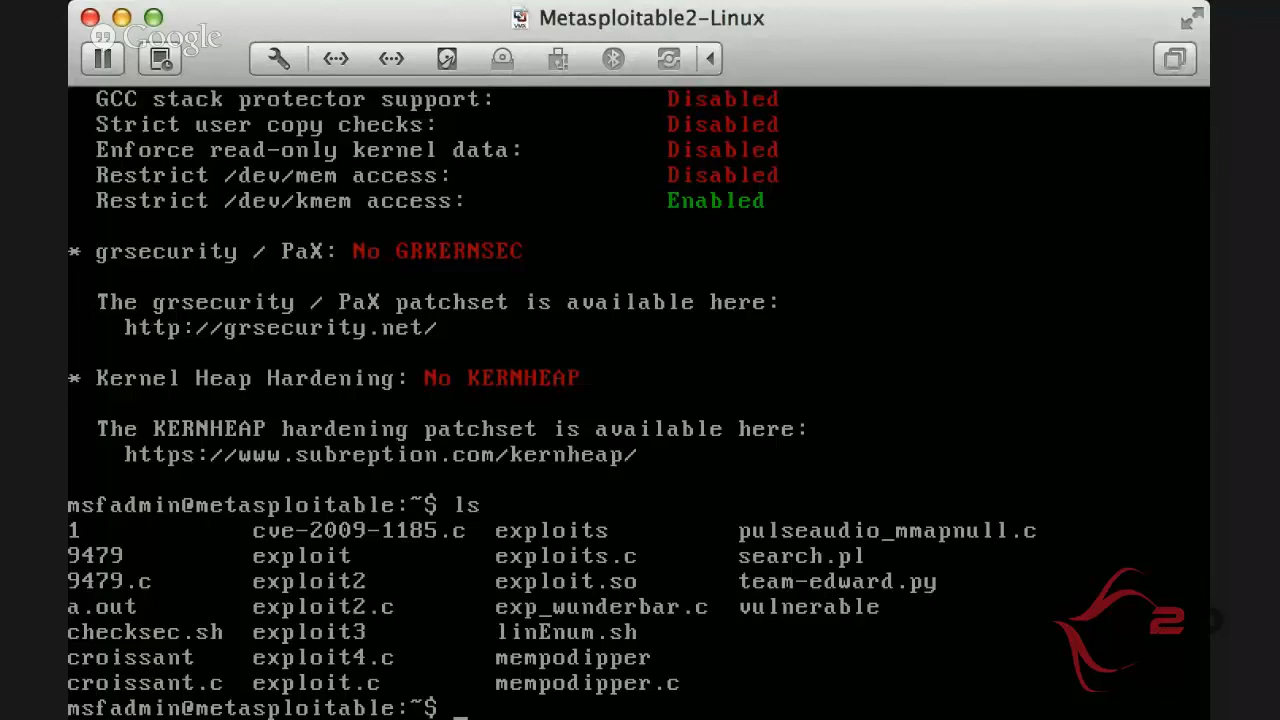 Metasploitable2-Linux
Google
GCC stack protector support: Disabled
Strict user copy checks: Disabled
Enforce read-only kernel data: Disabled
Restrict /dev/mem access: Disabled
Restrict /dev/kmem access: Enabled
* grsecurity / PaX: No GRKERNSEC
The grsecurity / PaX patchset is available here:
http://grsecurity.net/
* Kernel Heap Hardening: No KERNHEAP
The KERNHEAP hardening patchset is available here:
https://www.subreption.com/kernheap/
msfadmin@metasploitable:~$ ls
1 cve-2009-1185.c exploits pulseaudio_mmapnull.c
9479 exploit exploits.c search.pl
9479.c exploit2 exploit.so team-edward.py
a.out exploit2.c exp_wunderbar.c vulnerable
checksec.sh exploit3 linEnum.sh
croissant exploit4.c mempodipper
croissant.c exploit.c mempodipper.c
msfadmin@metasploitable:~$ _
2